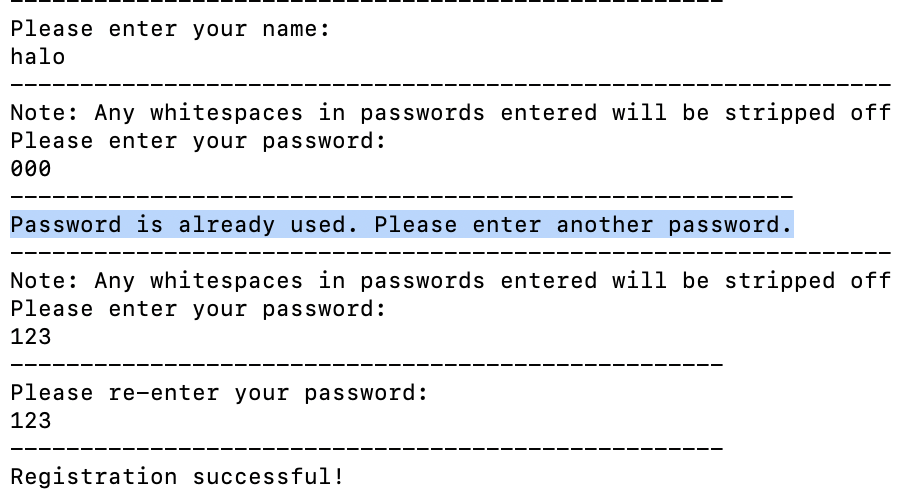 Please enter your name:
halo
Note: Any whitespaces in passwords entered will be stripped off
Please enter your password:
000
Password is already used. Please enter another password.
Note: Any whitespaces in passwords entered will be stripped off
Please enter your password:
123
Please re-enter your password:
123
Registration successful!